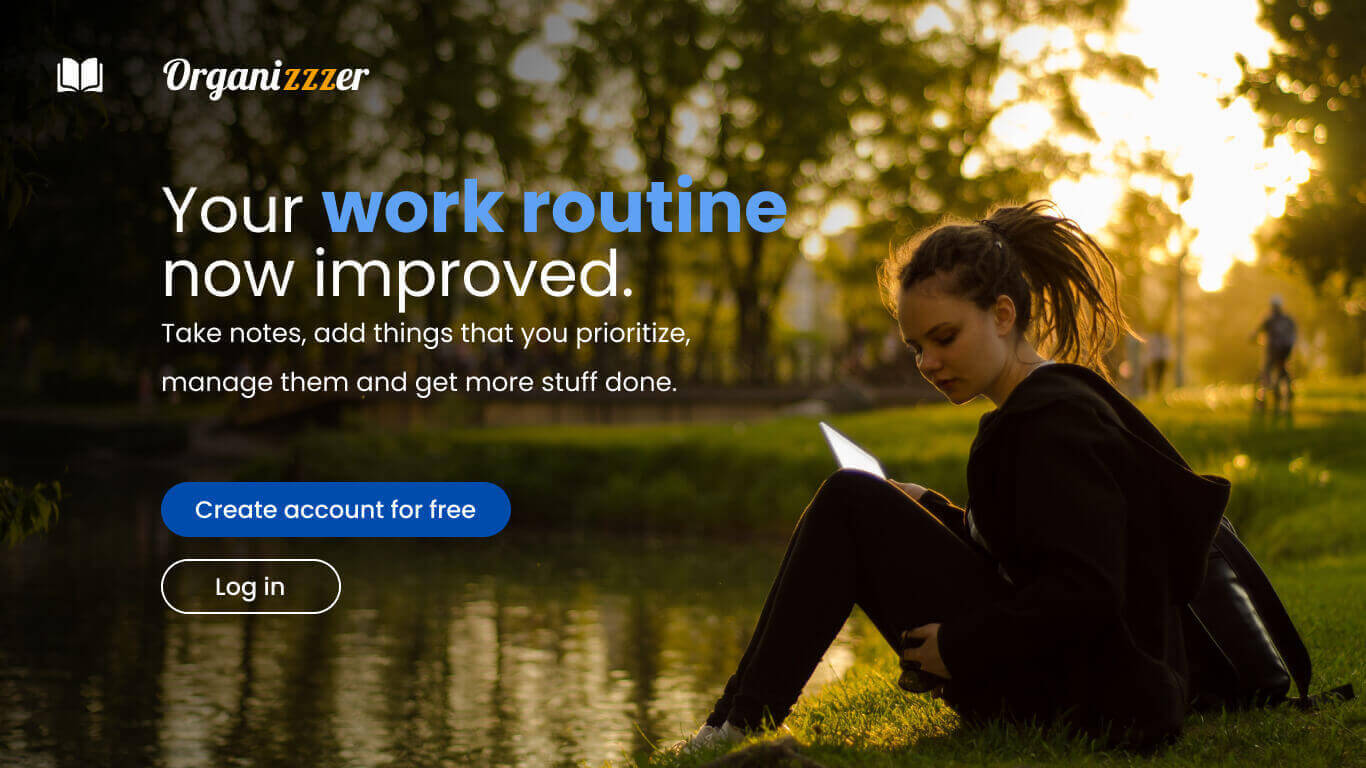 Organizzzer
Your work routine
now improved.
Take notes, add things that you prioritize,
manage them and get more stuff done.
Create account for free
Log in